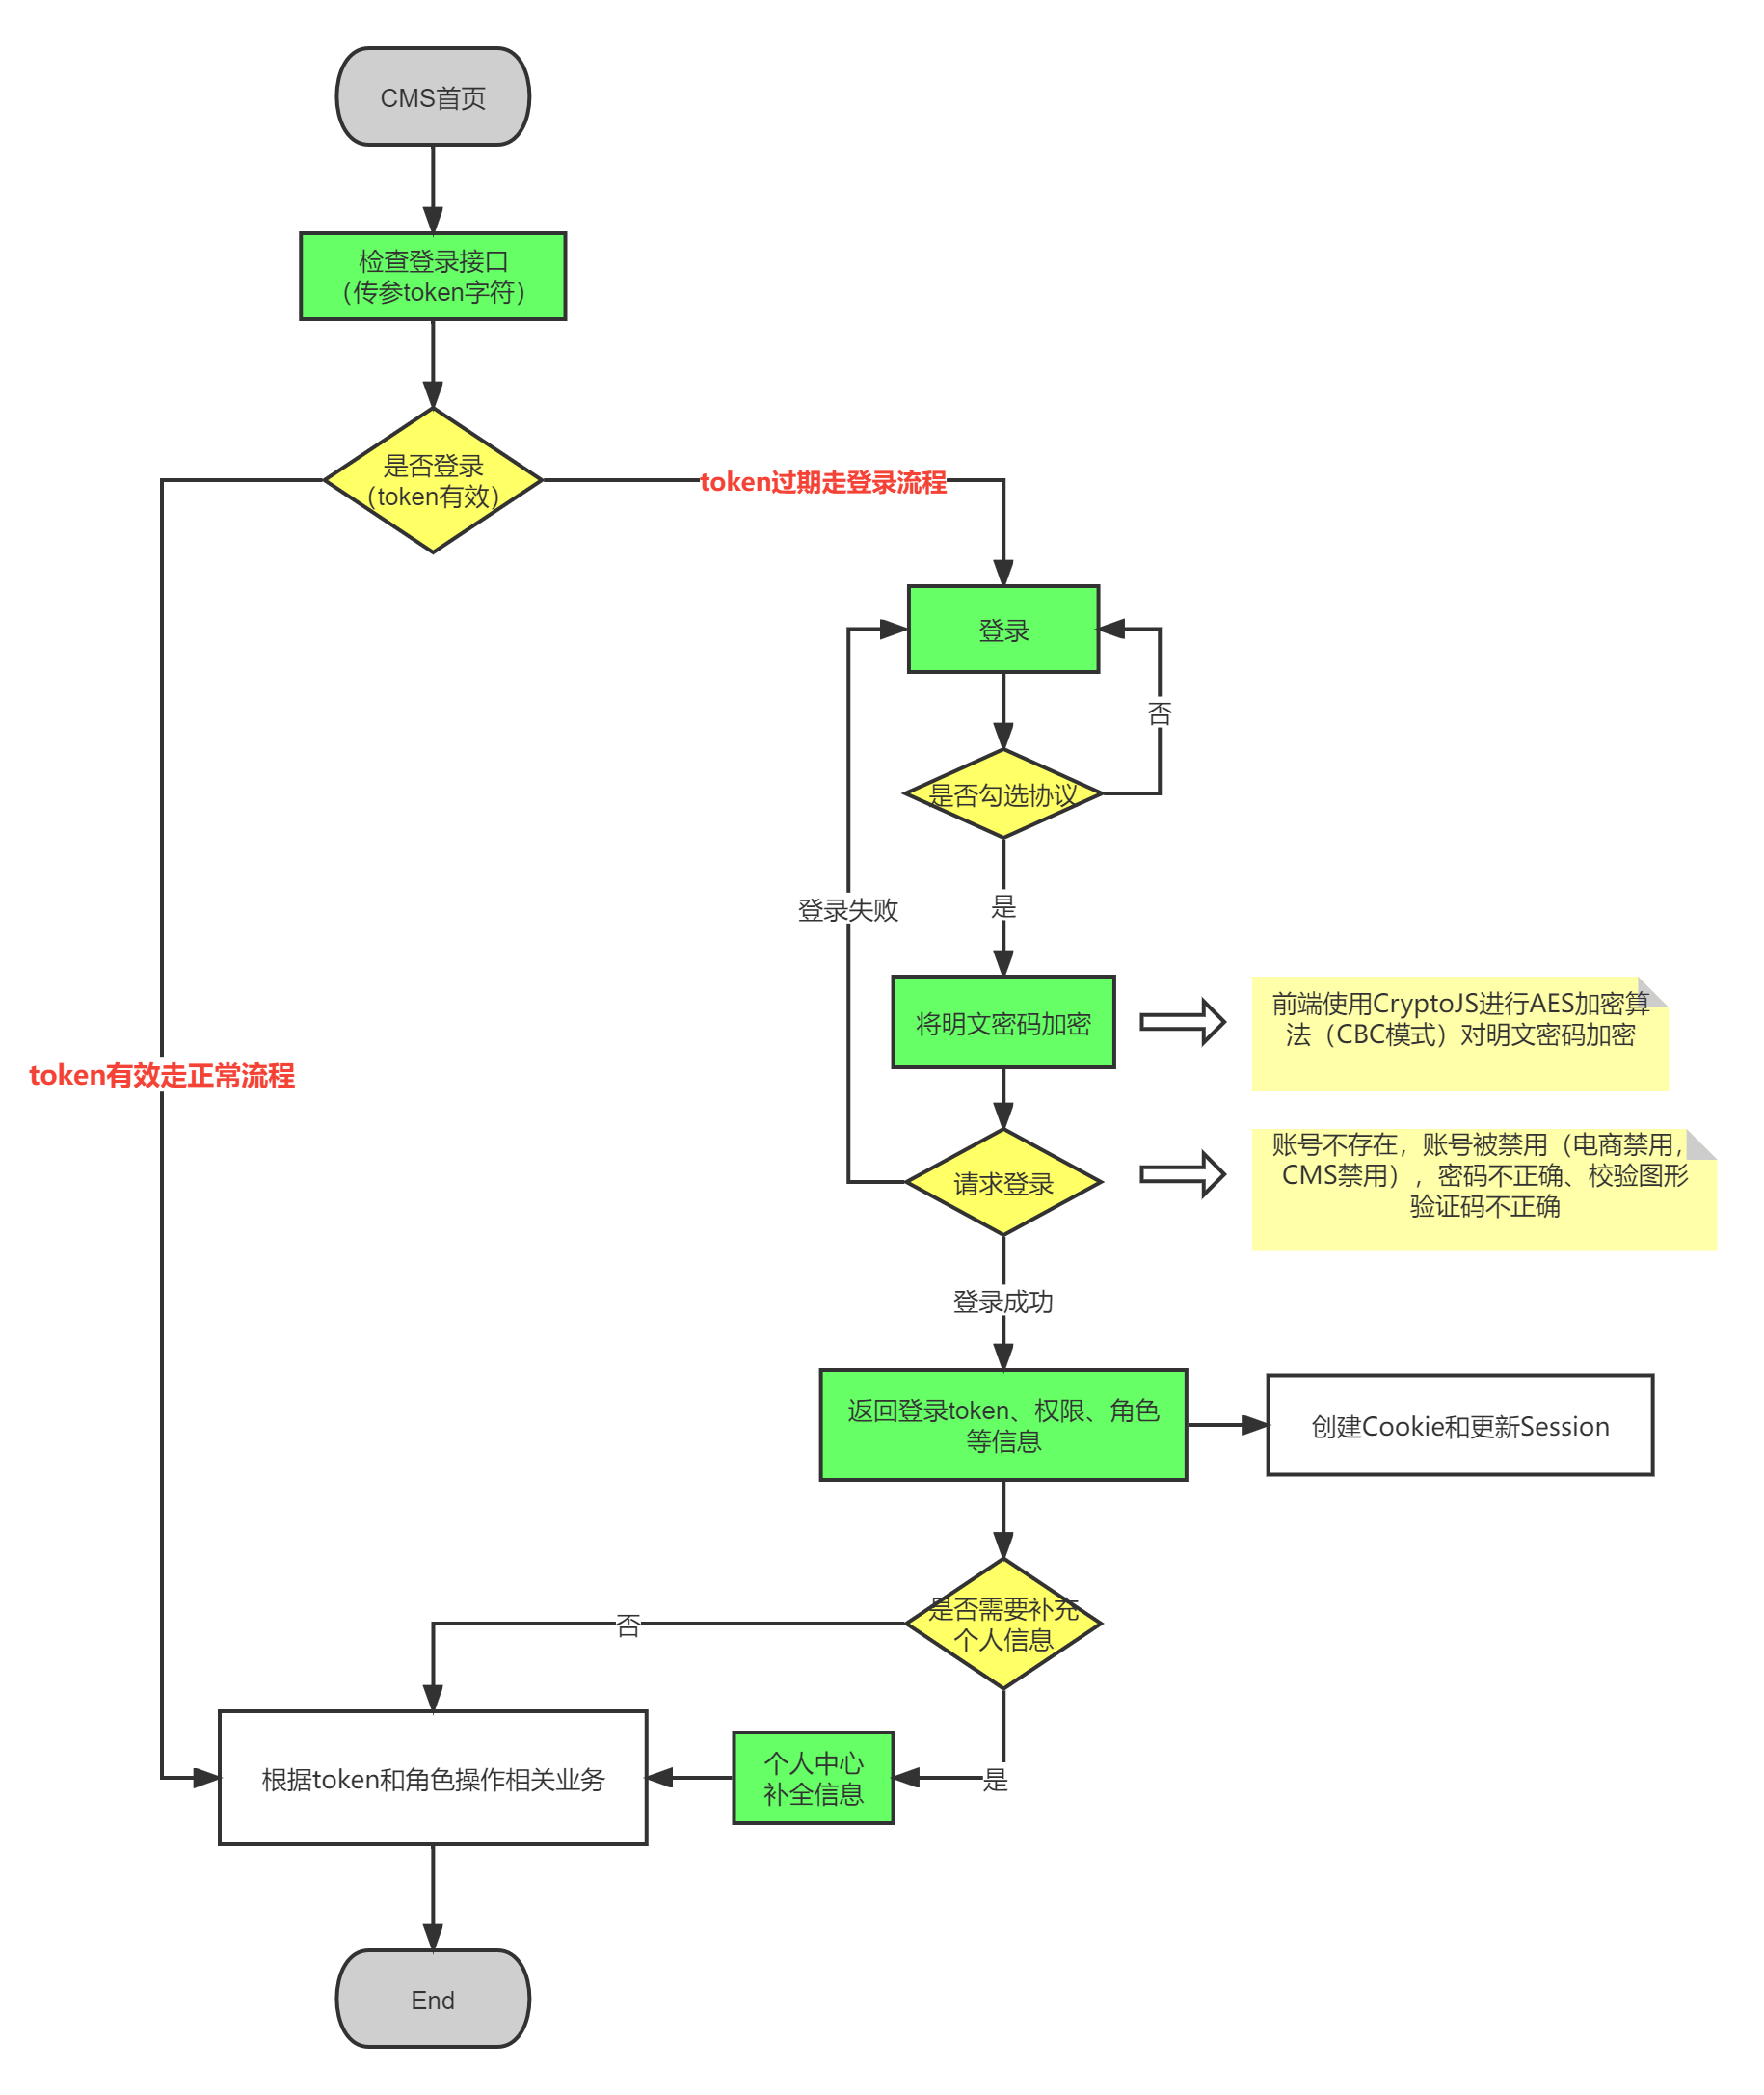 CMS首页
检查登录接口
（传参token字符）
是否登录
（token有效）
token过期走登录流程
登录
否
是否勾选协议
登录失败
是
将明文密码加密
前端使用CryptoJS进行AES加密算
法（CBC模式）对明文密码加密
token有效走正常流程
请求登录
账号不存在，账号被禁用（电商禁用，
CMS禁用），密码不正确、校验图形
验证码不正确
登录成功
返回登录token、权限、角色
等信息
创建Cookie和更新Session
是否需要补充
个人信息
否
根据token和角色操作相关业务
个人中心
补全信息
是
End